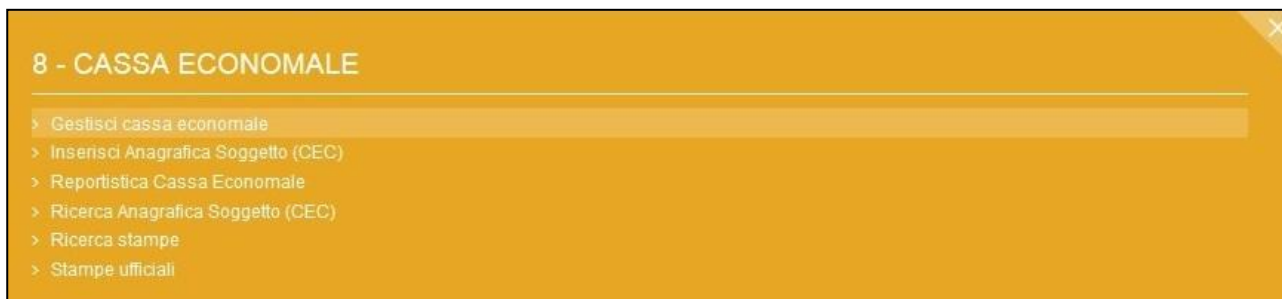 8 - CASSA ECONOMALE
> Gestisci cassa economale
> Inserisci Anagrafica Soggetto (CEC)
> Reportistica Cassa Economale
> Ricerca Anagrafica Soggetto (CEC)
> Ricerca stampe
> Stampe ufficiali